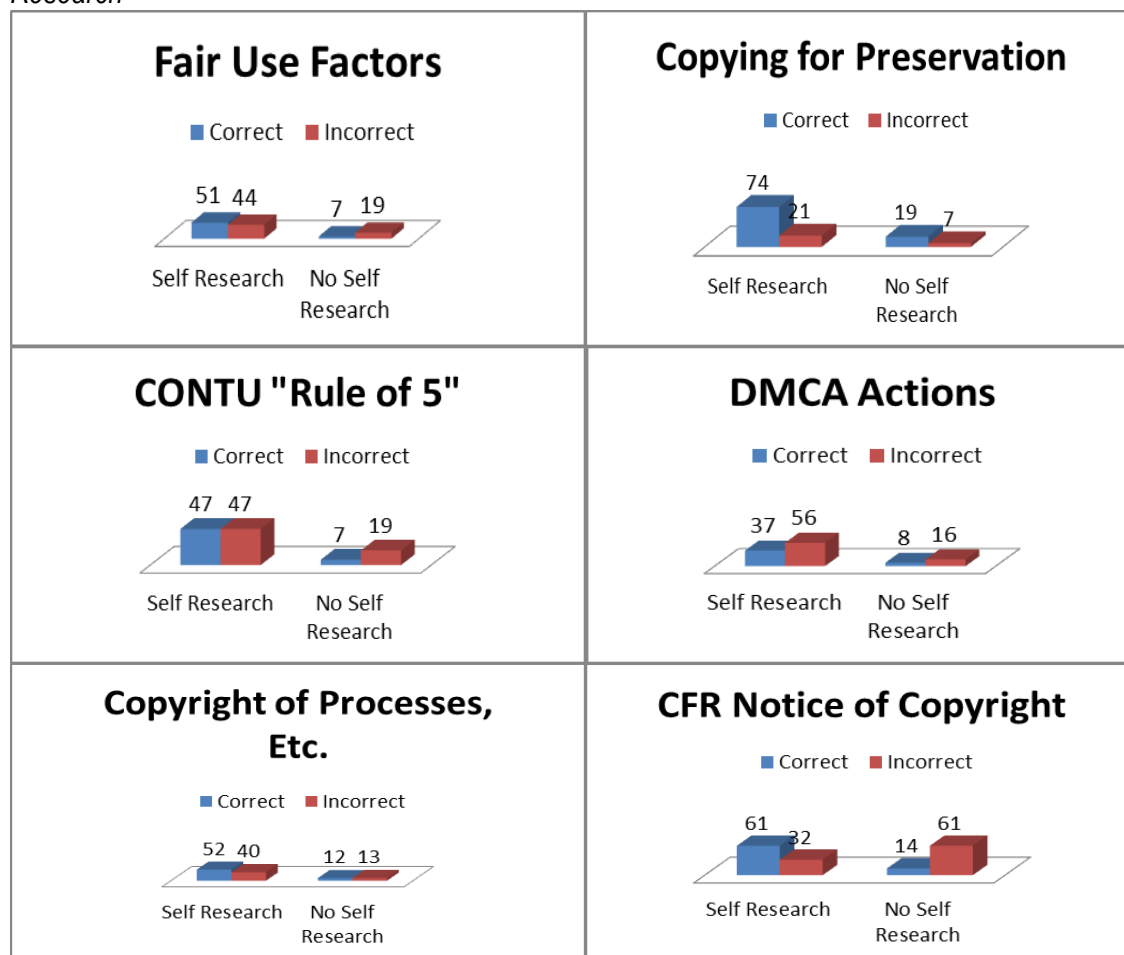 Research
Fair Use Factors
Correct Incorrect
51 44 7 19
Self Research No Self
Research
Copying for Preservation
Correct Incorrect
74 21 19 7
Self Research No Self
Research
CONTU "Rule of 5"
Correct Incorrect
47 47 7 19
Self Research No Self
Research
DMCA Actions
Correct Incorrect
37 56 8 16
Self Research No Self
Research
Copyright of Processes,
Etc.
Correct Incorrect
52 40 12 13
Self Research No Self
Research
CFR Notice of Copyright
Correct Incorrect
61 32 14 61
Self Research No Self
Research